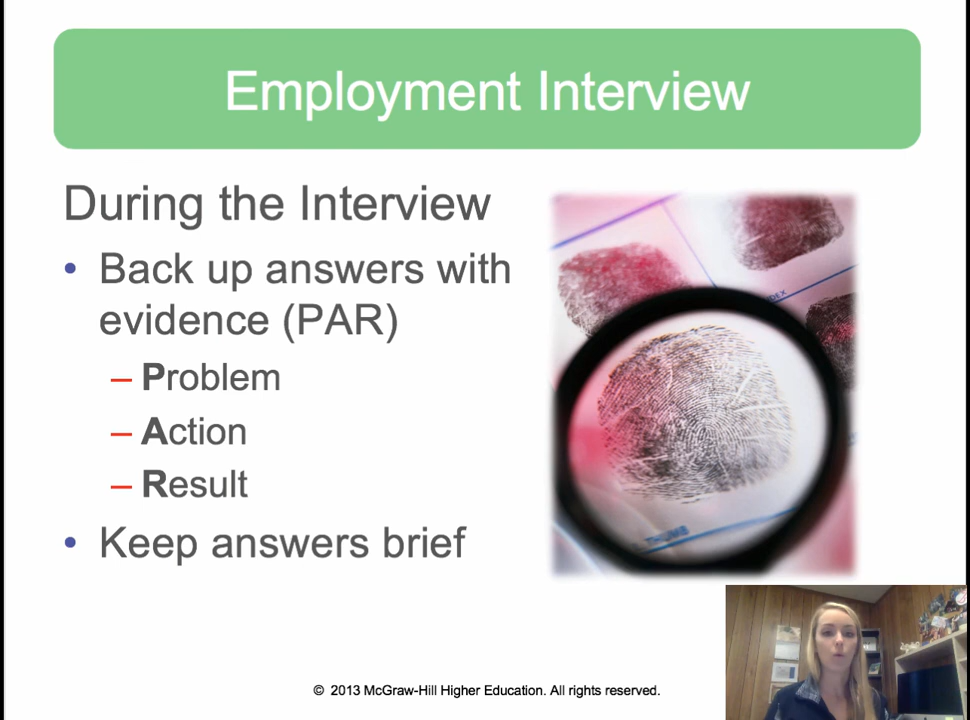 Employment Interview
During the Interview
• Back up answers with
evidence (PAR)
– Problem
– Action
– Result
• Keep answers brief
THUMB
© 2013 McGraw-Hill Higher Education. All rights reserved.